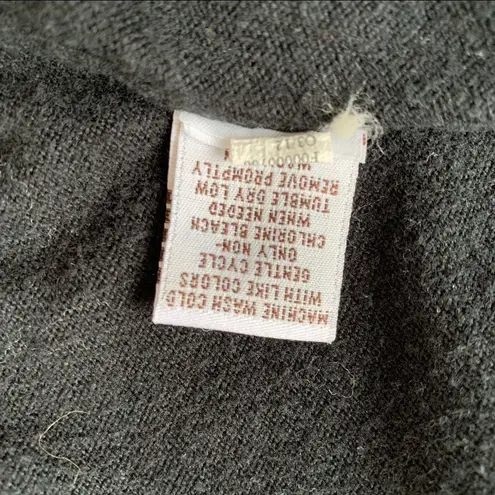 MACHINE WASH COLD
WITH LIKE COLORS
GENTLE CYCLE
ONLY NON-
CHLORINE BLEACH
WHEN NEEDED
TUMBLE DRY LOW
REMOVE PROMPTLY